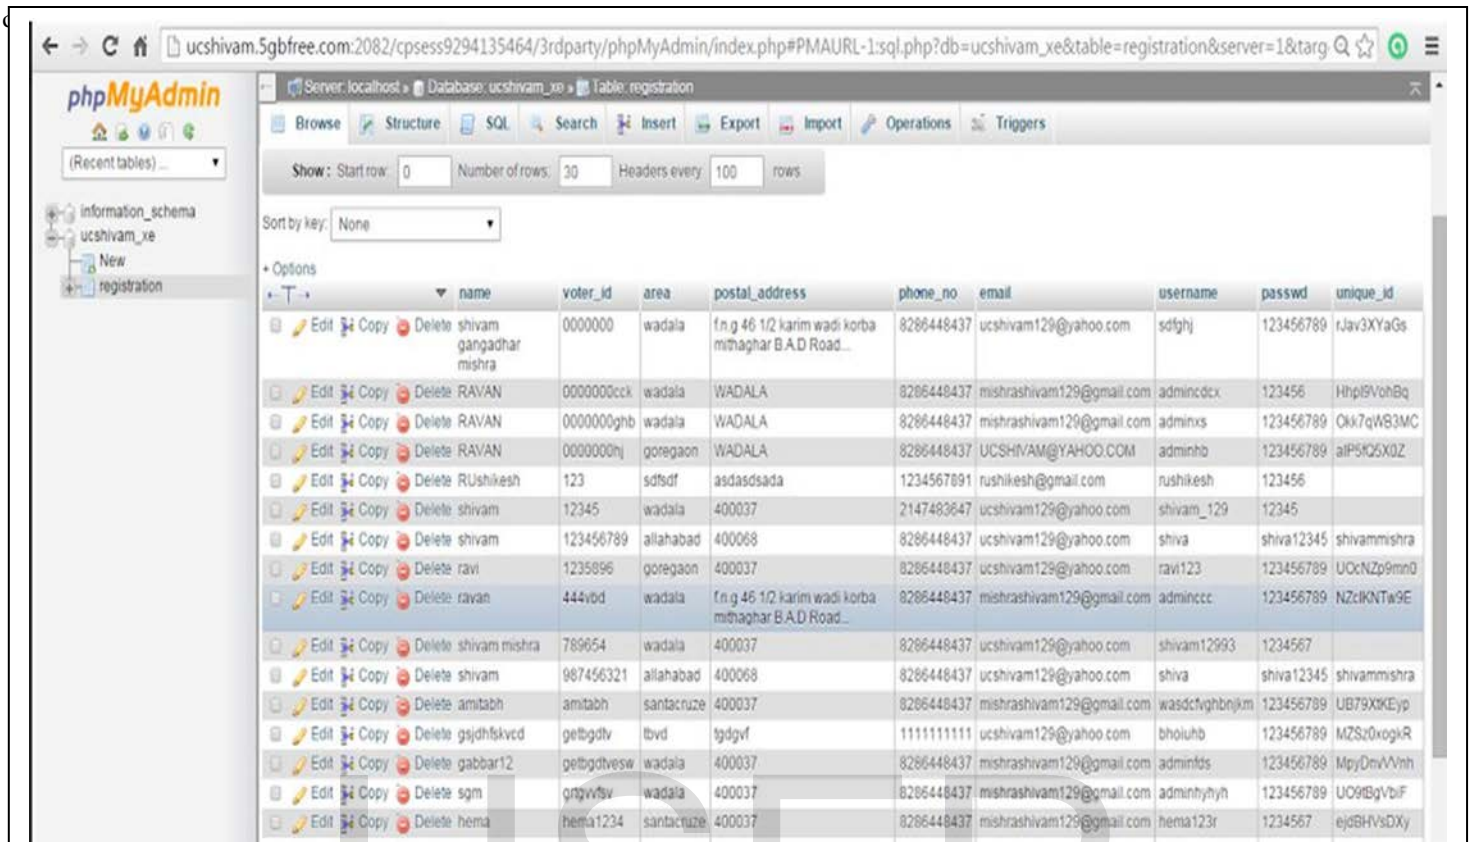 ucshivam.5gbfree.com:2082/cpsess9294135464/3rdparty/phpMyAdmin/index.php#PMAURL-1:sql.php?db=ucshivam_xe&table=registration&server=1&targ
phpMyAdmin
(Recent tables) ...
information_schema
ucshivam_xe
New
registration
Server: localhost » Database: ucshivam_xe » Table: registration
Browse Structure SQL Search Insert Export Import Operations Triggers
Show : Start row: 0 Number of rows: 30 Headers every 100 rows
Sort by key: None
+ Options
←T→ name voter_id area postal_address phone_no email username passwd unique_id
Edit Copy Delete shivam 0000000 wadala f.n.g 46 1/2 karim wadi korba 8286448437 ucshivam129@yahoo.com sdfghj 123456789 rJav3XYaGs
gangadhar mithaghar B.A.D Road...
mishra
Edit Copy Delete RAVAN 0000000cck wadala WADALA 8286448437 mishrashivam129@gmail.com admincdcx 123456 HhpI9VohBq
Edit Copy Delete RAVAN 0000000ghb wadala WADALA 8286448437 mishrashivam129@gmail.com adminxs 123456789 Okk7qWB3MC
Edit Copy Delete RAVAN 0000000hj goregaon WADALA 8286448437 UCSHIVAM@YAHOO.COM adminhb 123456789
Edit Copy Delete RUshikesh 123 sdfsdf asdasdsada 1234567891 rushikesh@gmail.com rushikesh 123456
Edit Copy Delete shivam 12345 wadala 400037 2147483647 ucshivam129@yahoo.com shivam_129 12345
Edit Copy Delete shivam 123456789 allahabad 400068 8286448437 ucshivam129@yahoo.com shiva shiva12345 shivammishra
Edit Copy Delete ravi 1235896 goregaon 400037 8286448437 ucshivam129@yahoo.com ravi123 123456789 UOcNZp9mn0
Edit Copy Delete ravan 444vbd wadala f.n.g 46 1/2 karim wadi korba 8286448437 mishrashivam129@gmail.com adminccc 123456789 NZclKNTw9E
mithaghar B.A.D Road...
Edit Copy Delete shivam mishra 789654 wadala 400037 8286448437 ucshivam129@yahoo.com shivam12993 1234567
Edit Copy Delete shivam 987456321 allahabad 400068 8286448437 ucshivam129@yahoo.com shiva shiva12345 shivammishra
Edit Copy Delete amitabh amitabh santacruze 400037 8286448437 mishrashivam129@gmail.com wasdcfvghbnjkm 123456789 UB79XtKEyp
Edit Copy Delete gsjdhfskvcd getbgdtv tbvd tgdgvf 1111111111 ucshivam129@yahoo.com bhoiuhb 123456789 MZSz0xogkR
Edit Copy Delete gabbar12 getbgdtvesw wadala 400037 8286448437 mishrashivam129@gmail.com adminfds 123456789
Edit Copy Delete sgm wadala 400037 8286448437 mishrashivam129@gmail.com adminhyhyh 123456789 UO9tBgVbiF
Edit Copy Delete hema hema1234 santacruze 400037 8286448437 mishrashivam129@gmail.com hema123r 1234567 ejdBHVsDXy